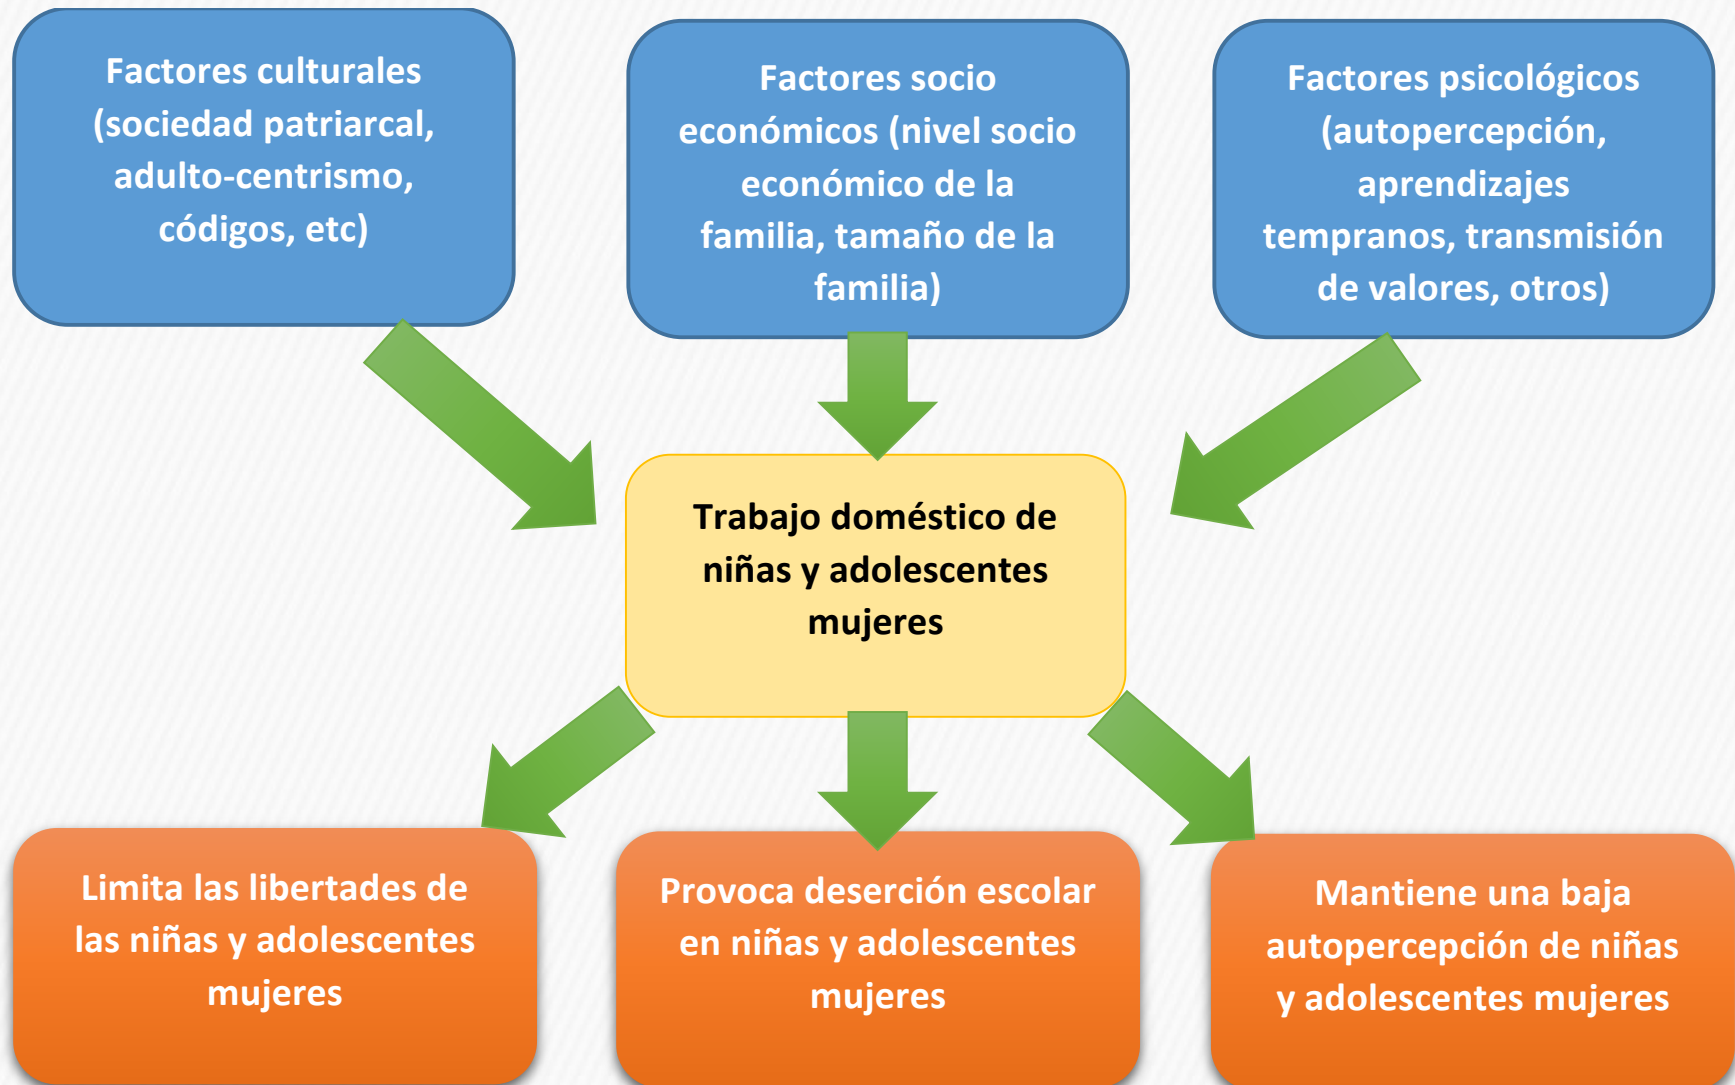 Factores culturales
(sociedad patriarcal,
adulto-centrismo,
códigos, etc)
Factores socio
económicos (nivel socio
económico de la
familia, tamaño de la
familia)
Factores psicológicos
(autopercepción,
aprendizajes
tempranos, transmisión
de valores, otros)
Trabajo doméstico de
niñas y adolescentes
mujeres
Limita las libertades de
las niñas y adolescentes
mujeres
Provoca deserción escolar
en niñas y adolescentes
mujeres
Mantiene una baja
autopercepción de niñas
y adolescentes mujeres